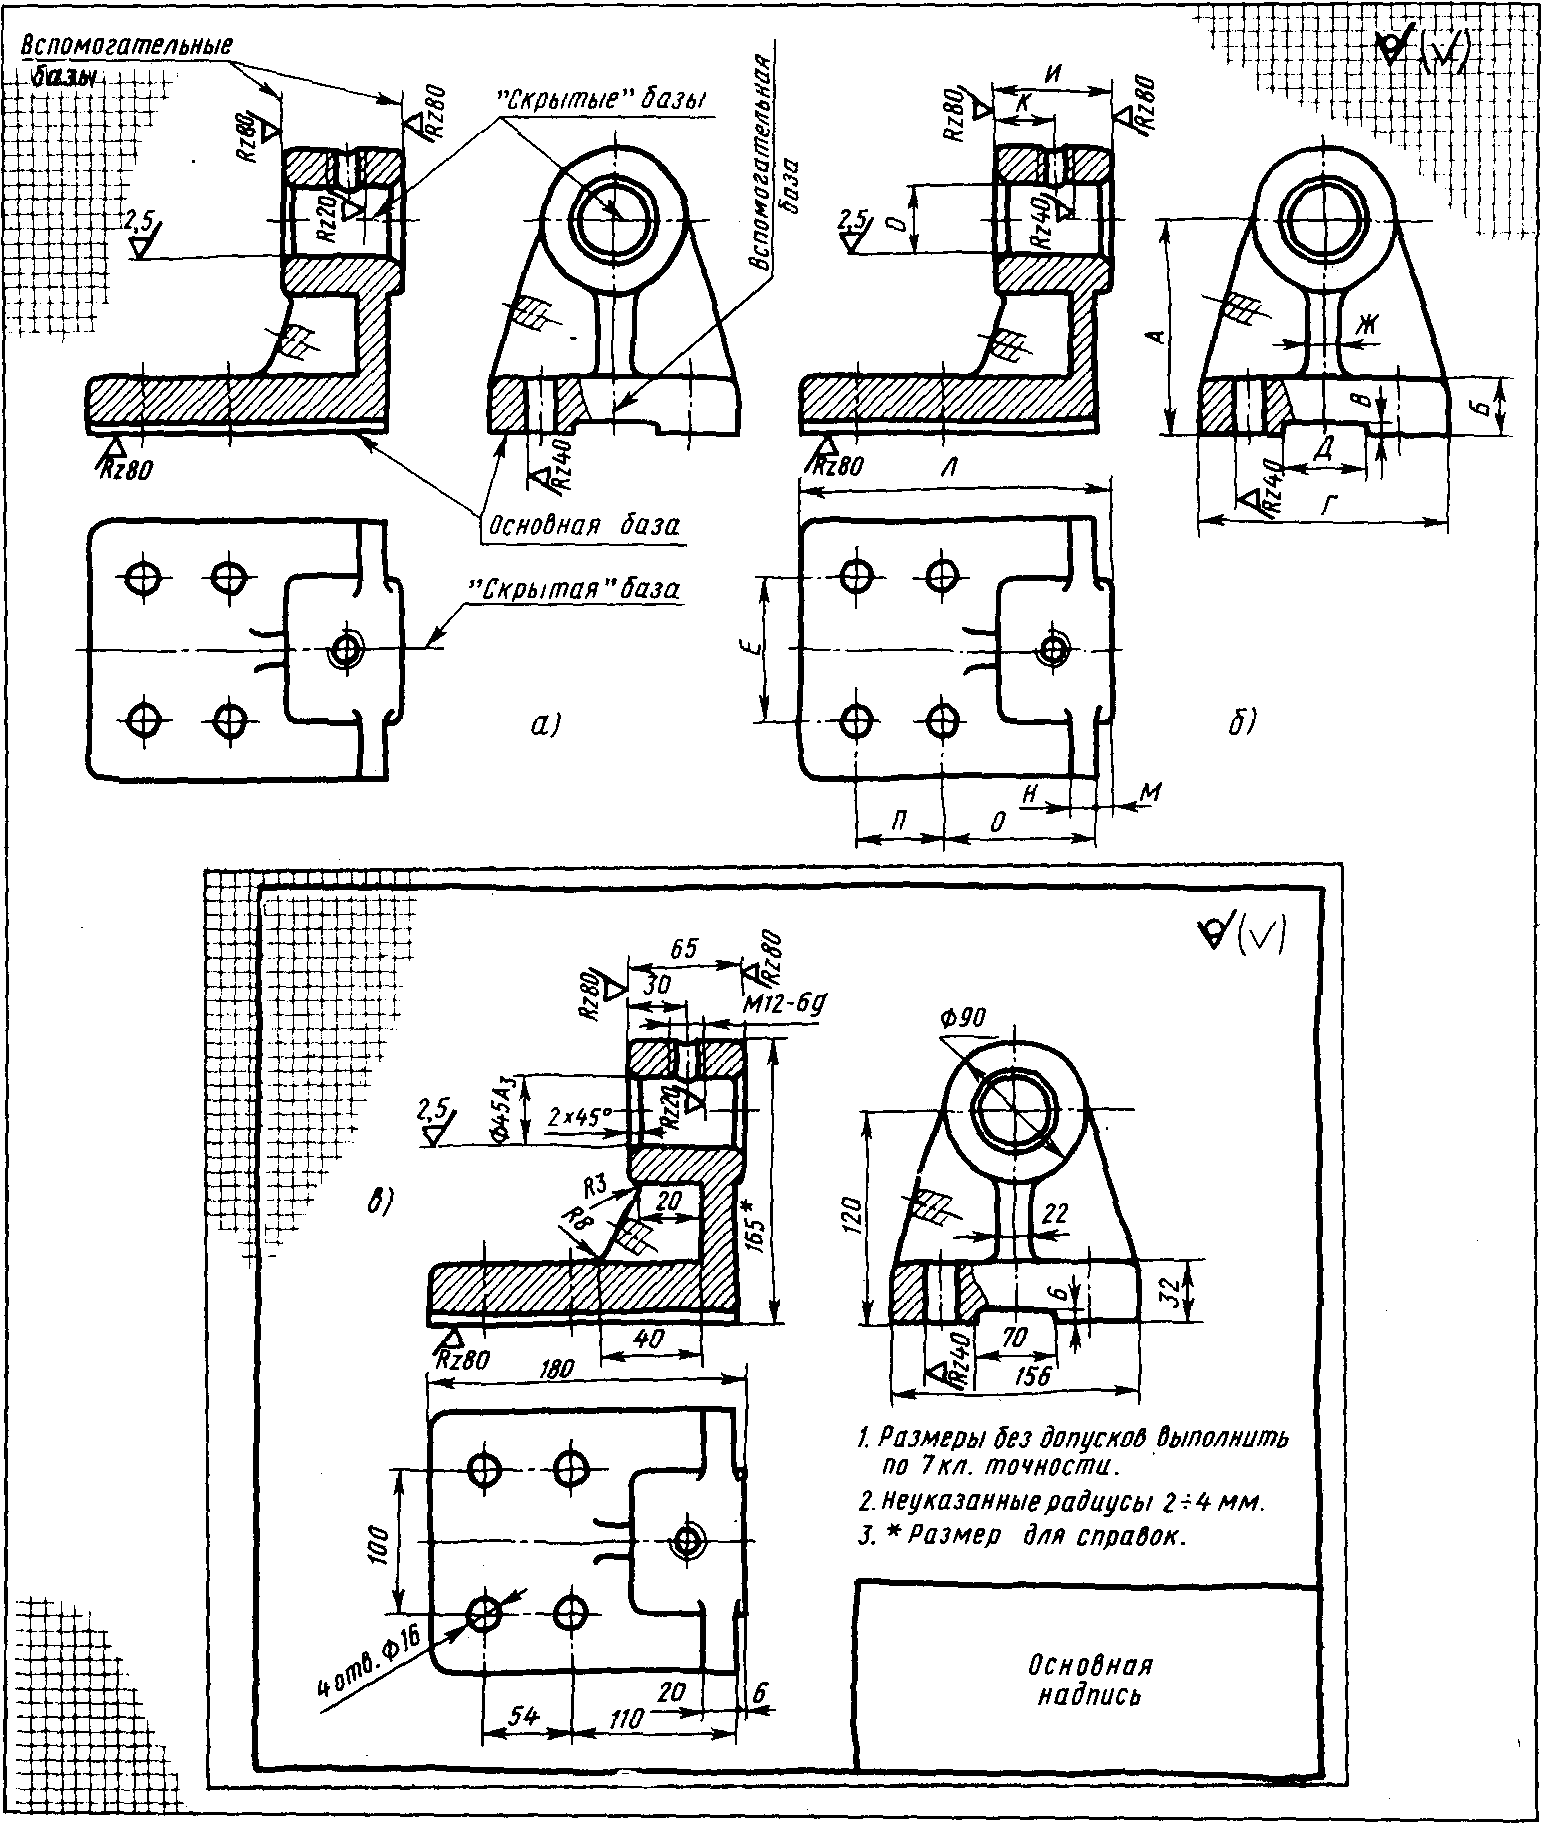 Вспомогательные
базы
Rz80
Rz80
"Скрытые" базы
Вспомогательная
база
2,5
Rz20
Rz80
Rz40
Основная база
"Скрытая" база
а)
И
К
Rz80
Rz80
2,5
D
Rz40
А
Ж
В
Б
Д
Rz40
Г
Rz80
Л
Е
Н
М
П
О
б)
65
Rz80
Rz80
30
М12-6g
Ф90
2,5
Ф45А3
2×45°
Rz20
в)
R3
R8
20
165*
120
22
6
32
Rz80
40
Rz40
70
180
156
1. Размеры без допусков выполнить
по 7 кл. точности.
2. Неуказанные радиусы 2÷4 мм.
3. * Размер для справок.
100
4 отв. Ф16
20
6
54
110
Основная
надпись